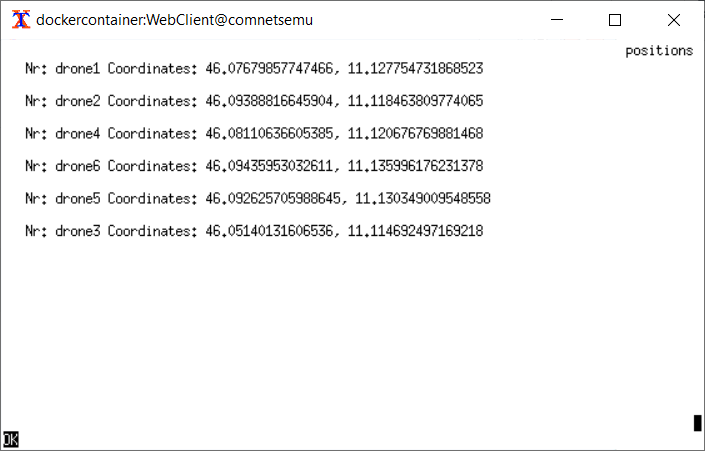 dockercontainer:WebClient@comnetsemu
positions
Nr: drone1 Coordinates: 46.07679857747466, 11.127754731868523
Nr: drone2 Coordinates: 46.09388816645904, 11.118463809774065
Nr: drone4 Coordinates: 46.08110636605385, 11.120676769881468
Nr: drone6 Coordinates: 46.09435953032611, 11.135996176231378
Nr: drone5 Coordinates: 46.092625705988645, 11.130349009548558
Nr: drone3 Coordinates: 46.05140131606536, 11.114692497169218
OK